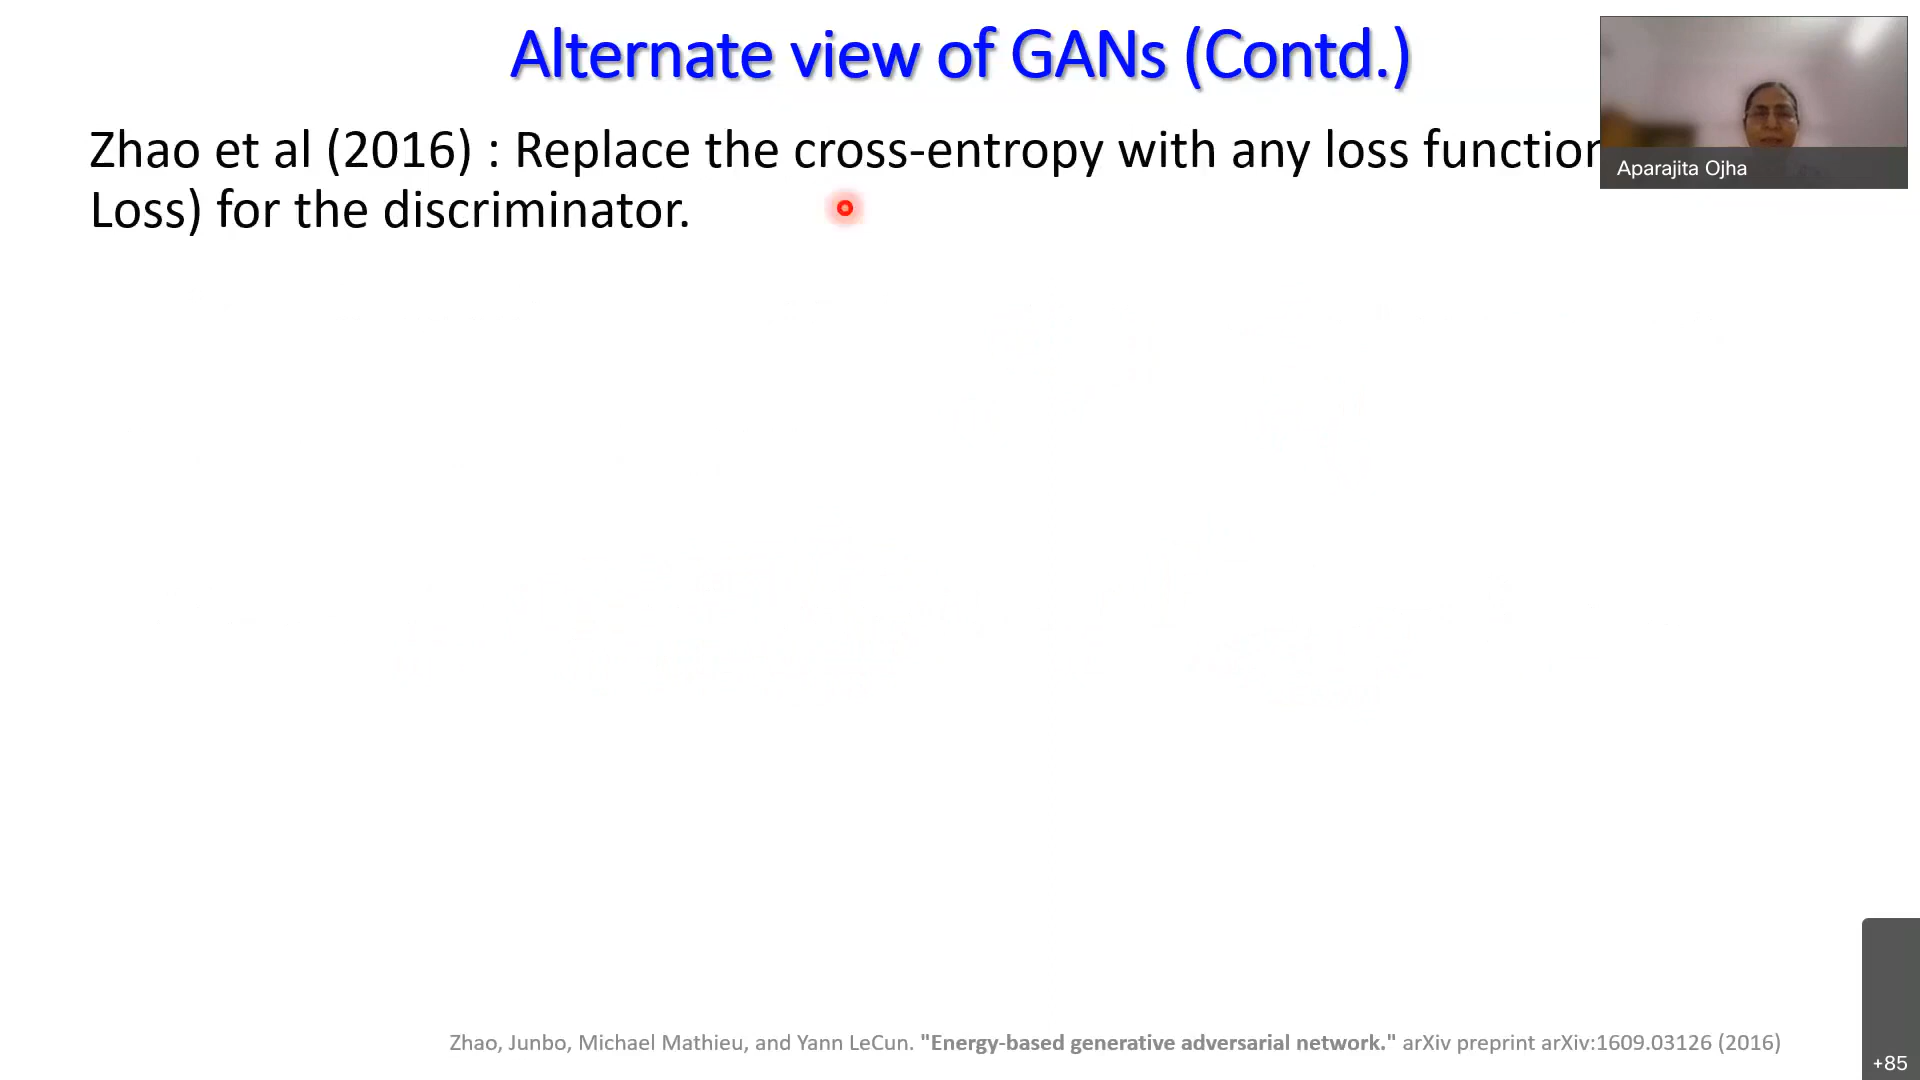 Alternate view of GANs (Contd.)
Zhao et al (2016) : Replace the cross-entropy with any loss function
Loss) for the discriminator.
Aparajita Ojha
Zhao, Junbo, Michael Mathieu, and Yann LeCun. "Energy-based generative adversarial network." arXiv preprint arXiv:1609.03126 (2016)
+85